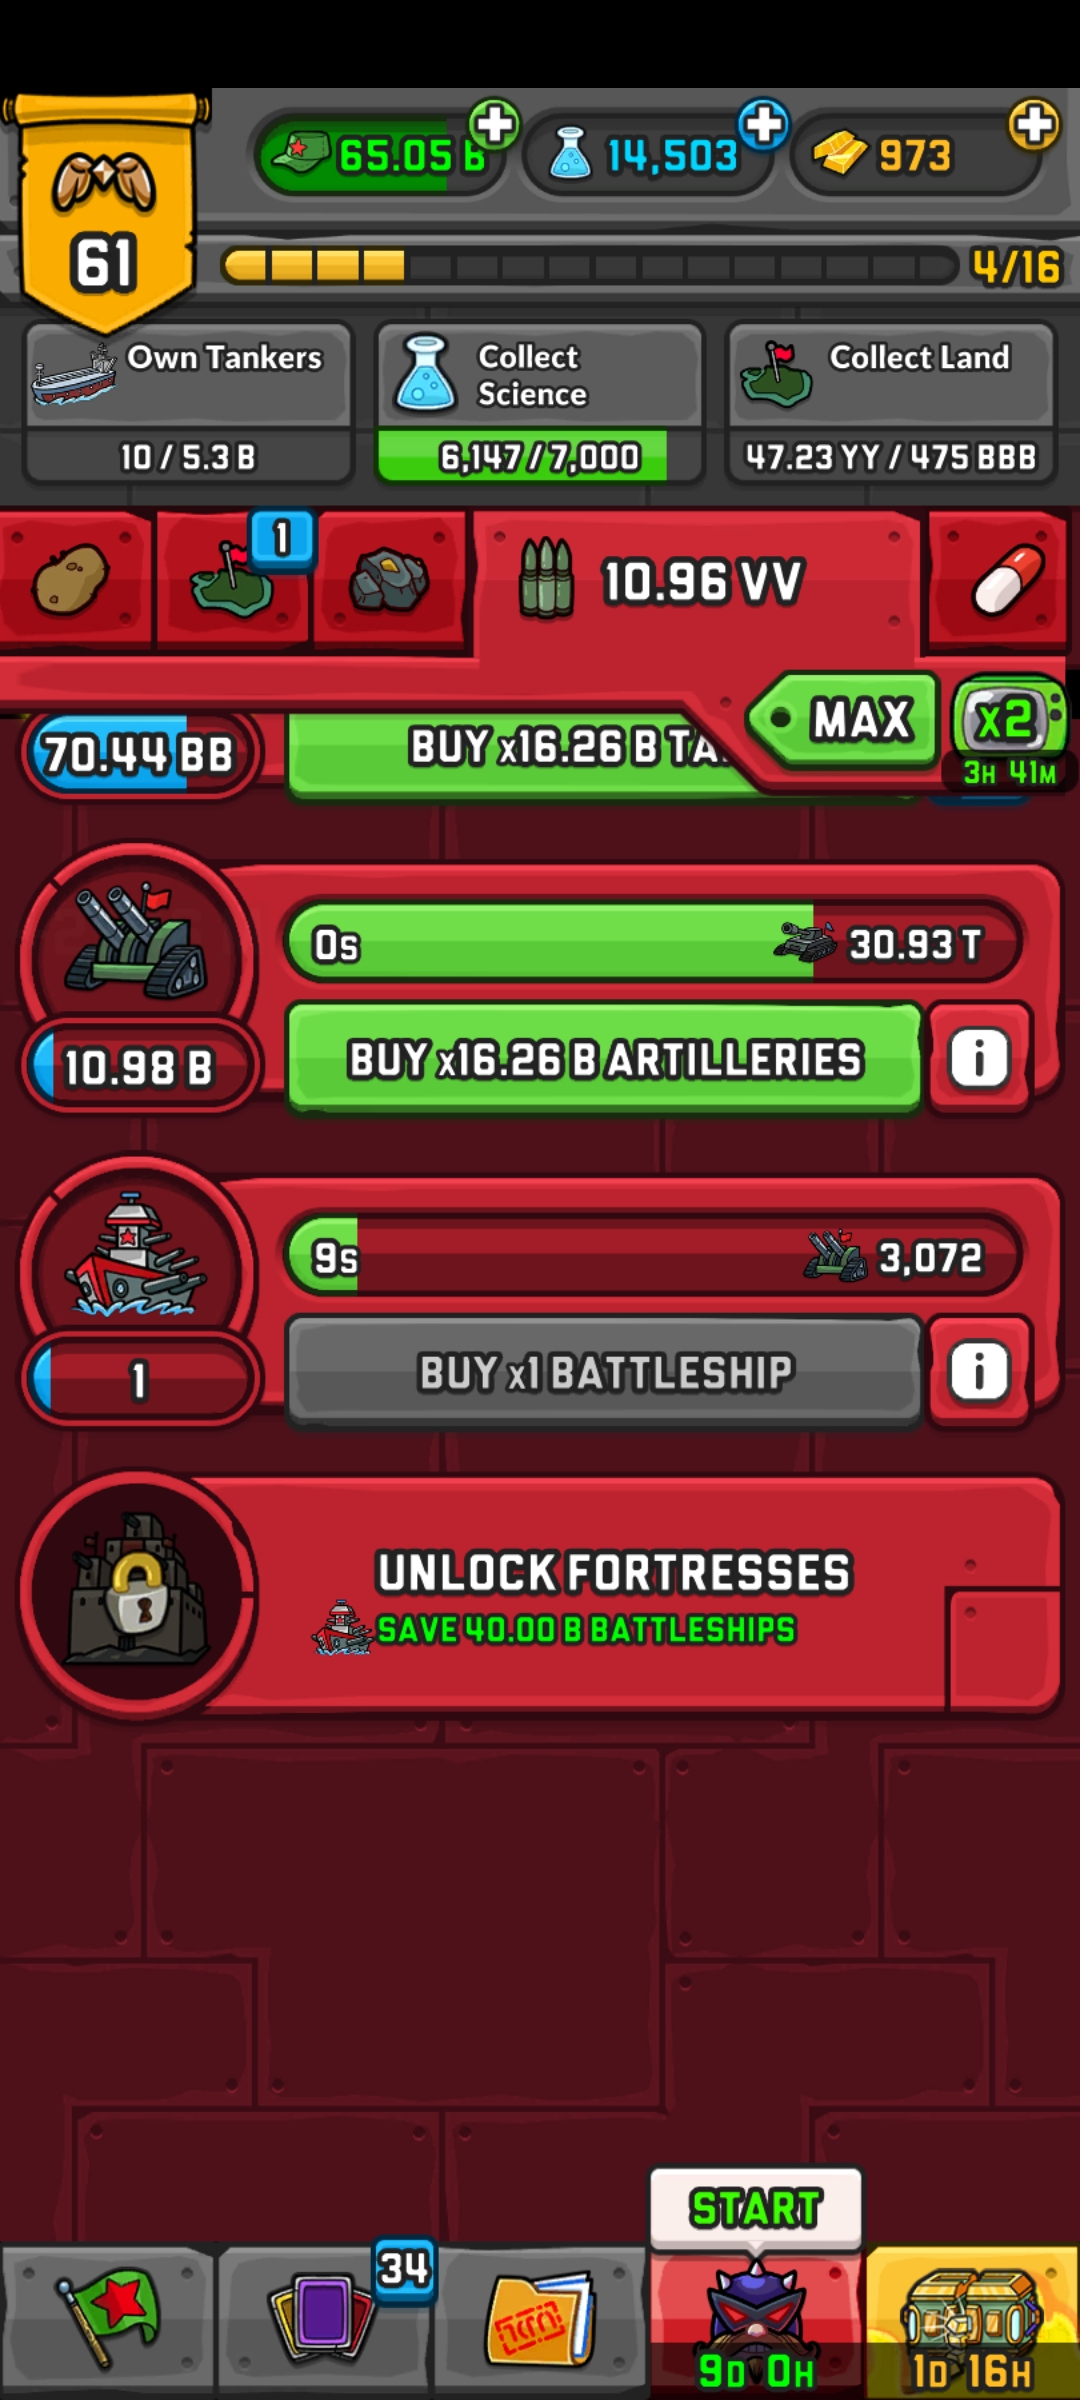 65.05 B
14,503
973
61
4/16
Own Tankers
10 / 5.3 B
Collect
Science
6,147 / 7,000
Collect Land
47.23 YY / 475 BBB
1
10.96 VV
MAX
x2
3H 41M
70.44 BB
BUY x16.26 B TA
0s
30.93 T
10.98 B
BUY x16.26 B ARTILLERIES
i
9s
3,072
1
BUY x1 BATTLESHIP
i
UNLOCK FORTRESSES
SAVE 40.00 B BATTLESHIPS
START
34
9D 0H
1D 16H